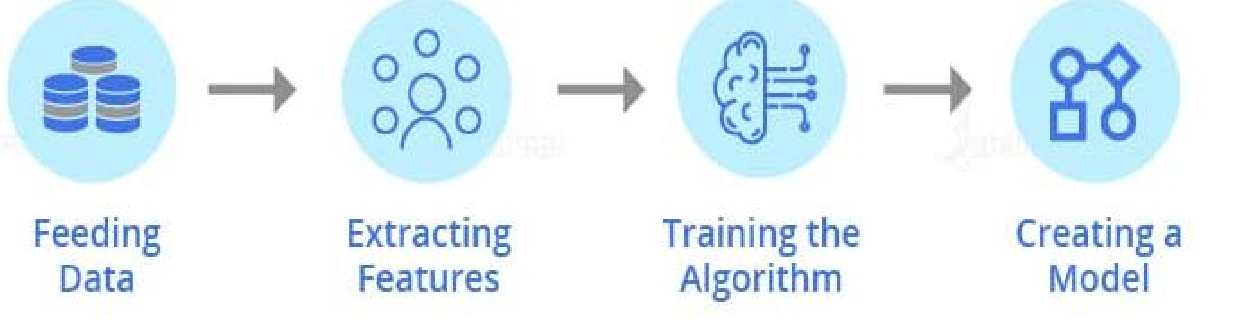 Feeding
Data
Extracting
Features
Training the
Algorithm
Creating a
Model